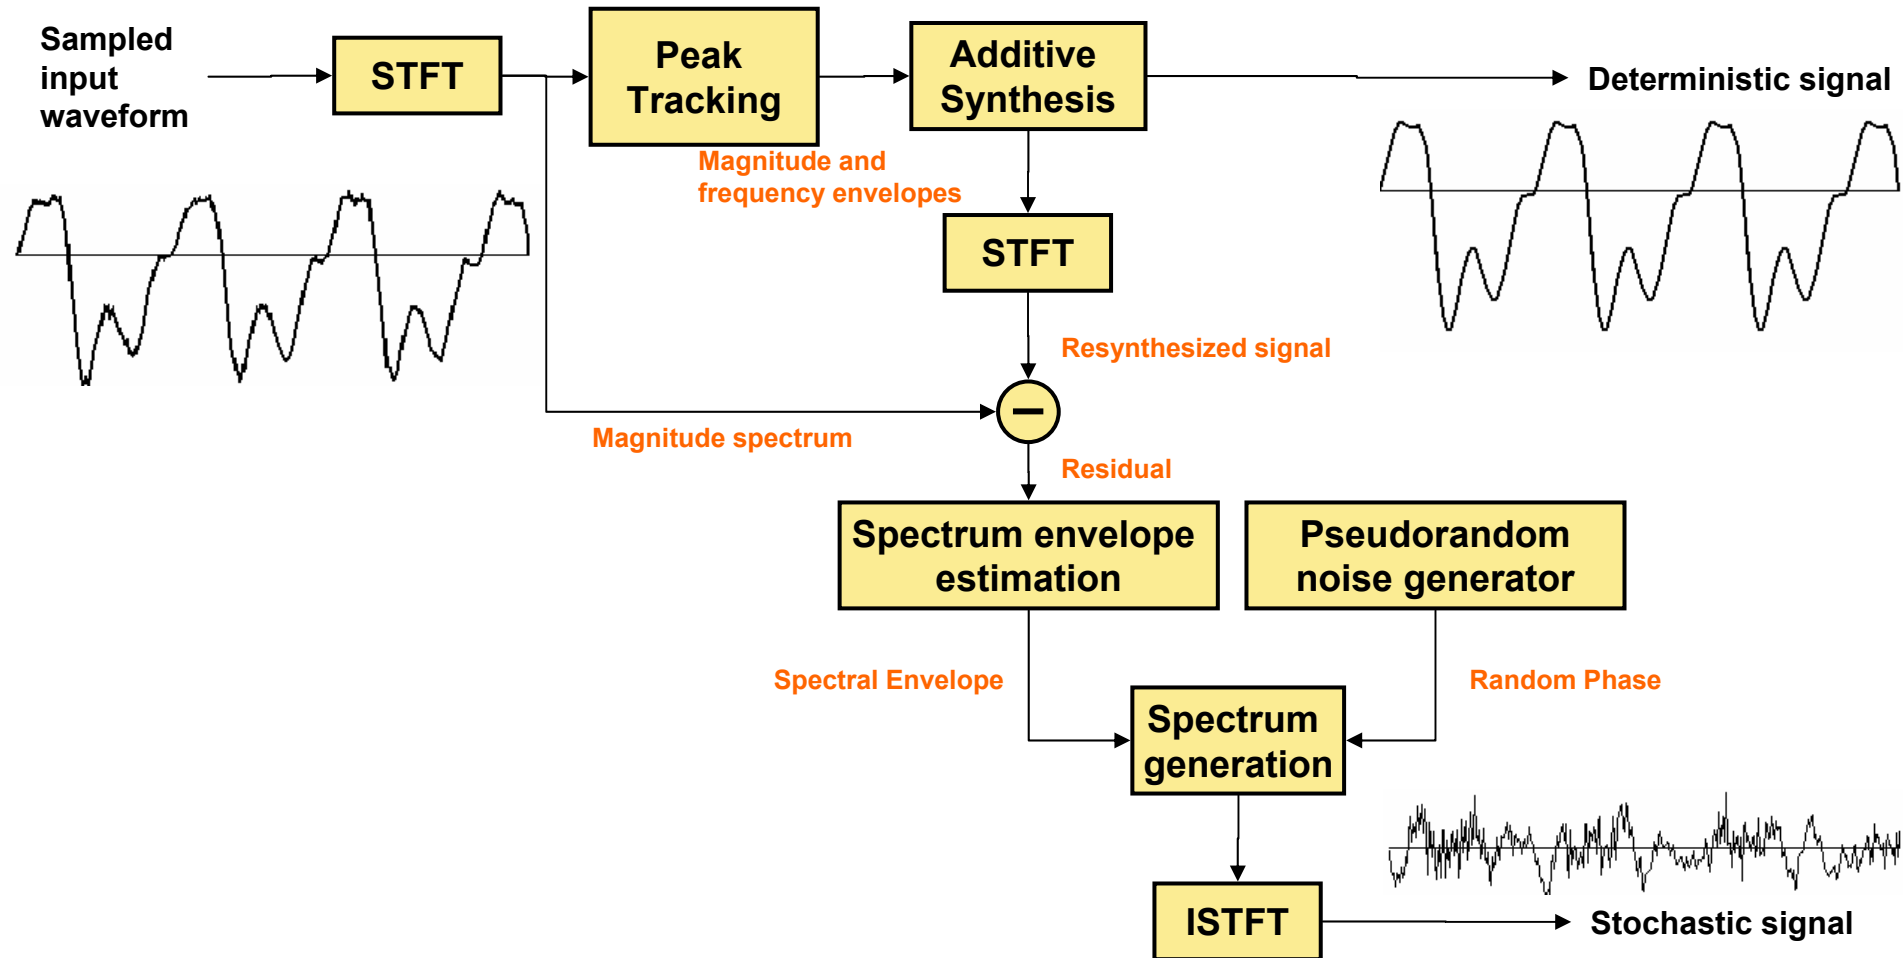 Sampled
input
waveform
STFT
Peak
Tracking
Additive
Synthesis
Deterministic signal
Magnitude and
frequency envelopes
STFT
Resynthesized signal
Magnitude spectrum
Residual
Spectrum envelope
estimation
Pseudorandom
noise generator
Spectral Envelope
Random Phase
Spectrum
generation
ISTFT
Stochastic signal